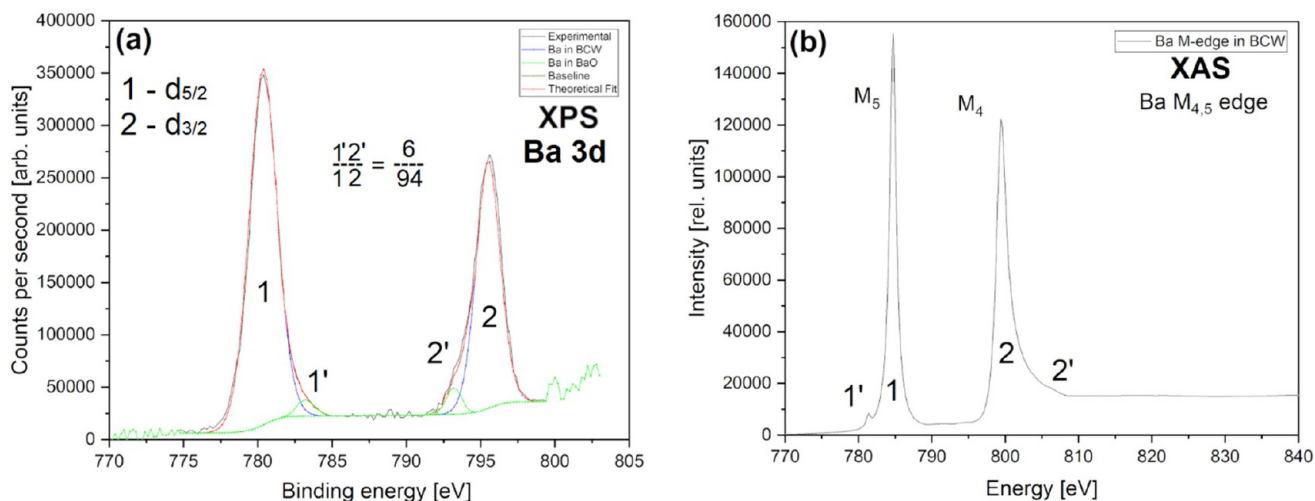 (a)
1 - d5/2
2 - d3/2
Experimental
Ba in BCW
Ba in BaO
Baseline
Theoretical Fit
XPS
Ba 3d
1'2'/12 = 6/94
1
1'
2'
2
400000
350000
300000
250000
200000
150000
100000
50000
0
Counts per second [arb. units]
770 775 780 785 790 795 800 805
Binding energy [eV]
(b)
Ba M-edge in BCW
XAS
Ba M4,5 edge
M5
M4
1'
1
2
2'
160000
140000
120000
100000
80000
60000
40000
20000
0
Intensity [rel. units]
770 780 790 800 810 820 830 840
Energy [eV]